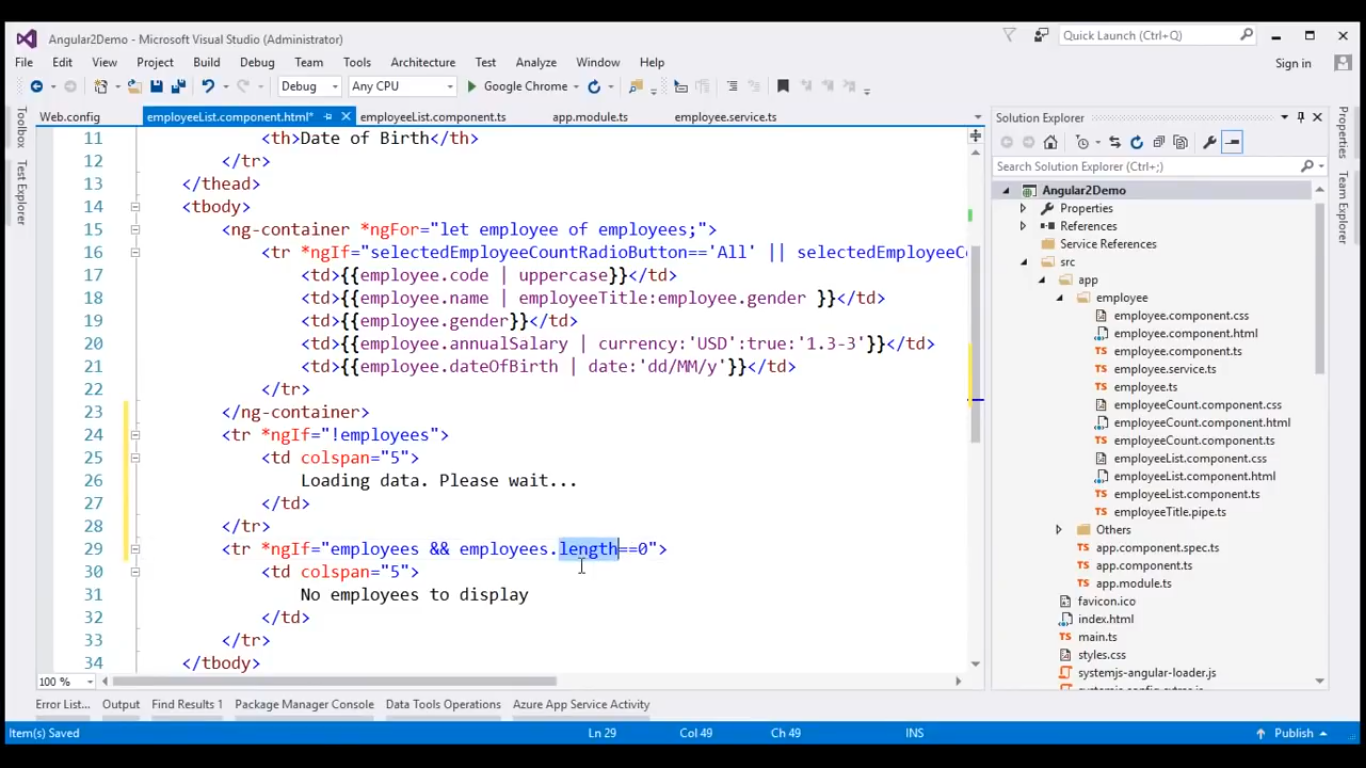 Angular2Demo - Microsoft Visual Studio (Administrator)
Quick Launch (Ctrl+Q)
File Edit View Project Build Debug Team Tools Architecture Test Analyze Window Help
Sign in
Debug Any CPU Google Chrome
Toolbox
Test Explorer
Web.config employeeList.component.html* employeeList.component.ts app.module.ts employee.service.ts
11 <th>Date of Birth</th>
12 </tr>
13 </thead>
14 <tbody>
15 <ng-container *ngFor="let employee of employees;">
16 <tr *ngIf="selectedEmployeeCountRadioButton=='All' || selectedEmployeeC
17 <td>{{employee.code | uppercase}}</td>
18 <td>{{employee.name | employeeTitle:employee.gender }}</td>
19 <td>{{employee.gender}}</td>
20 <td>{{employee.annualSalary | currency:'USD':true:'1.3-3'}}</td>
21 <td>{{employee.dateOfBirth | date:'dd/MM/y'}}</td>
22 </tr>
23 </ng-container>
24 <tr *ngIf="!employees">
25 <td colspan="5">
26 Loading data. Please wait...
27 </td>
28 </tr>
29 <tr *ngIf="employees && employees.length==0">
30 <td colspan="5">
31 No employees to display
32 </td>
33 </tr>
34 </tbody>
100 %
Solution Explorer
Search Solution Explorer (Ctrl+;)
Angular2Demo
Properties
References
Service References
src
app
employee
employee.component.css
employee.component.html
employee.component.ts
employee.service.ts
employee.ts
employeeCount.component.css
employeeCount.component.html
employeeCount.component.ts
employeeList.component.css
employeeList.component.html
employeeList.component.ts
employeeTitle.pipe.ts
Others
app.component.spec.ts
app.component.ts
app.module.ts
favicon.ico
index.html
main.ts
styles.css
systemjs-angular-loader.js
Properties
Team Explorer
Error List... Output Find Results 1 Package Manager Console Data Tools Operations Azure App Service Activity
Item(s) Saved Ln 29 Col 49 Ch 49 INS Publish